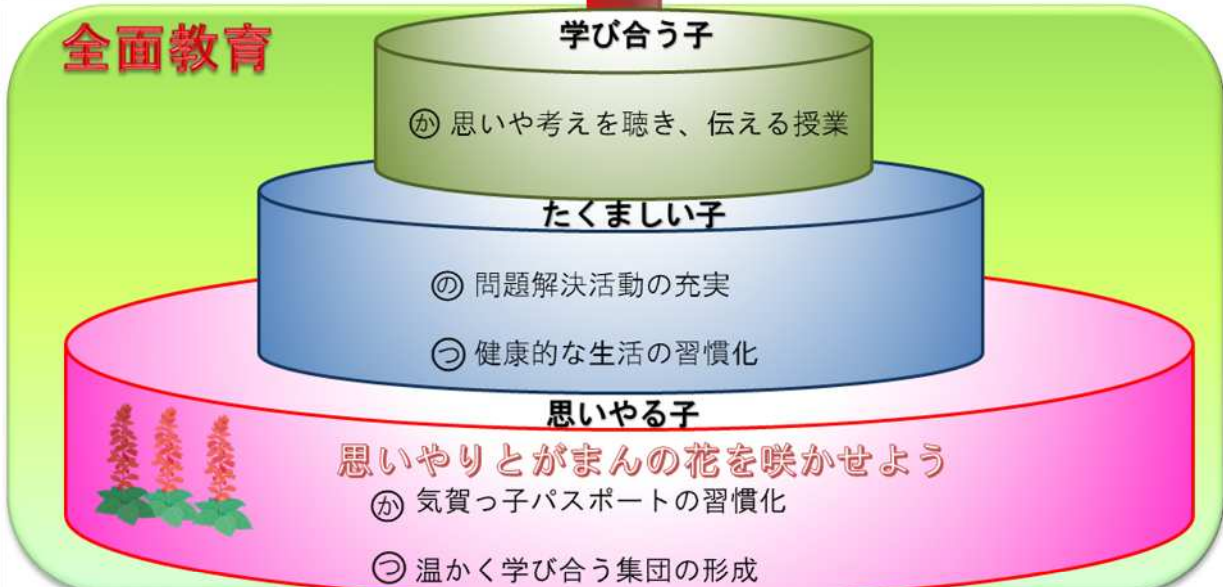 全面教育
学び合う子
か 思いや考えを聴き、伝える授業
たくましい子
の 問題解決活動の充実
つ 健康的な生活の習慣化
思いやる子
思いやりとがまんの花を咲かせよう
か 気賀っ子パスポートの習慣化
つ 温かく学び合う集団の形成